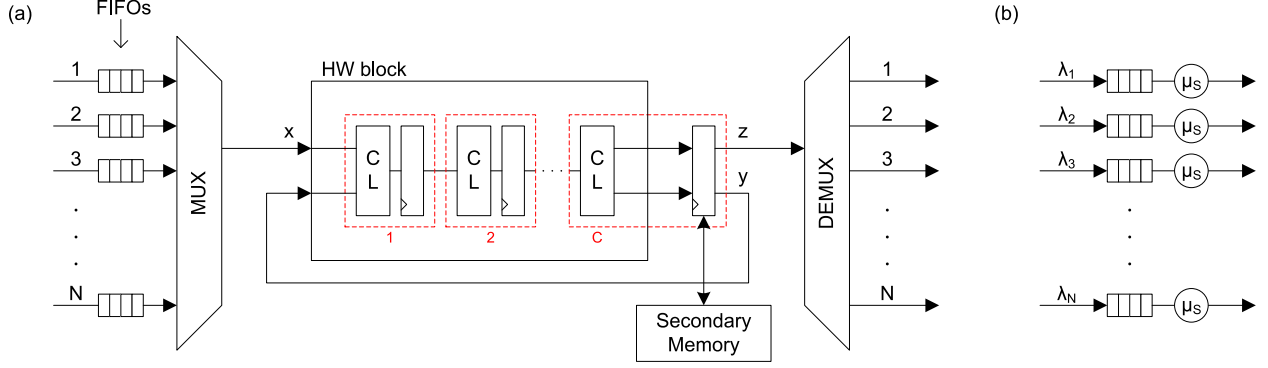 (a)
FIFOs
1
2
3
.
.
.
N
MUX
x
HW block
C
L
1
C
L
2
. . .
C
L
C
z
y
Secondary
Memory
DEMUX
1
2
3
.
.
.
N
(b)
λ1 μS
λ2 μS
λ3 μS
.
.
.
.
.
.
λN μS